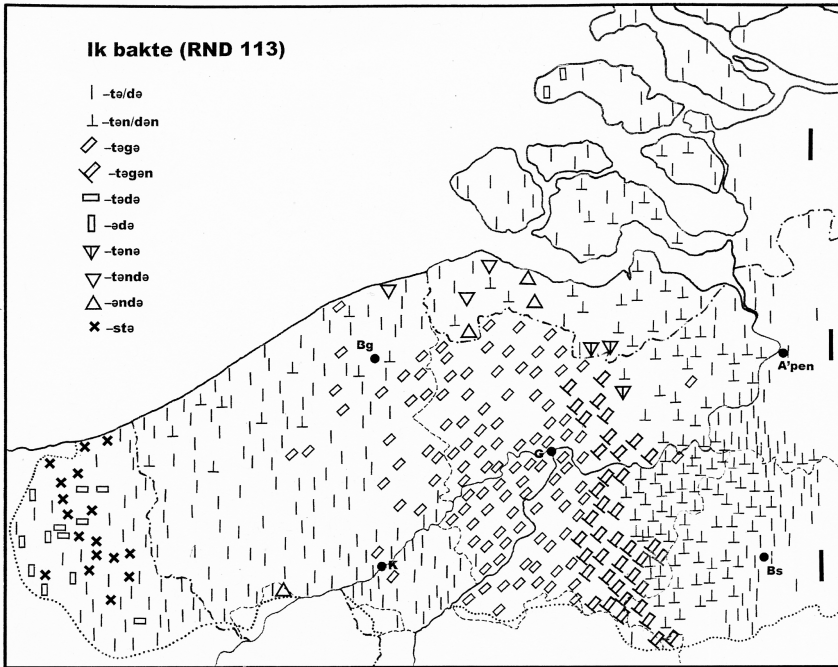 Ik bakte (RND 113)
–tə/də
–tən/dən
–təgə
–təgən
–tədə
–ədə
–tənə
–təndə
–əndə
–stə
Bg
A'pen
G
K
Bs